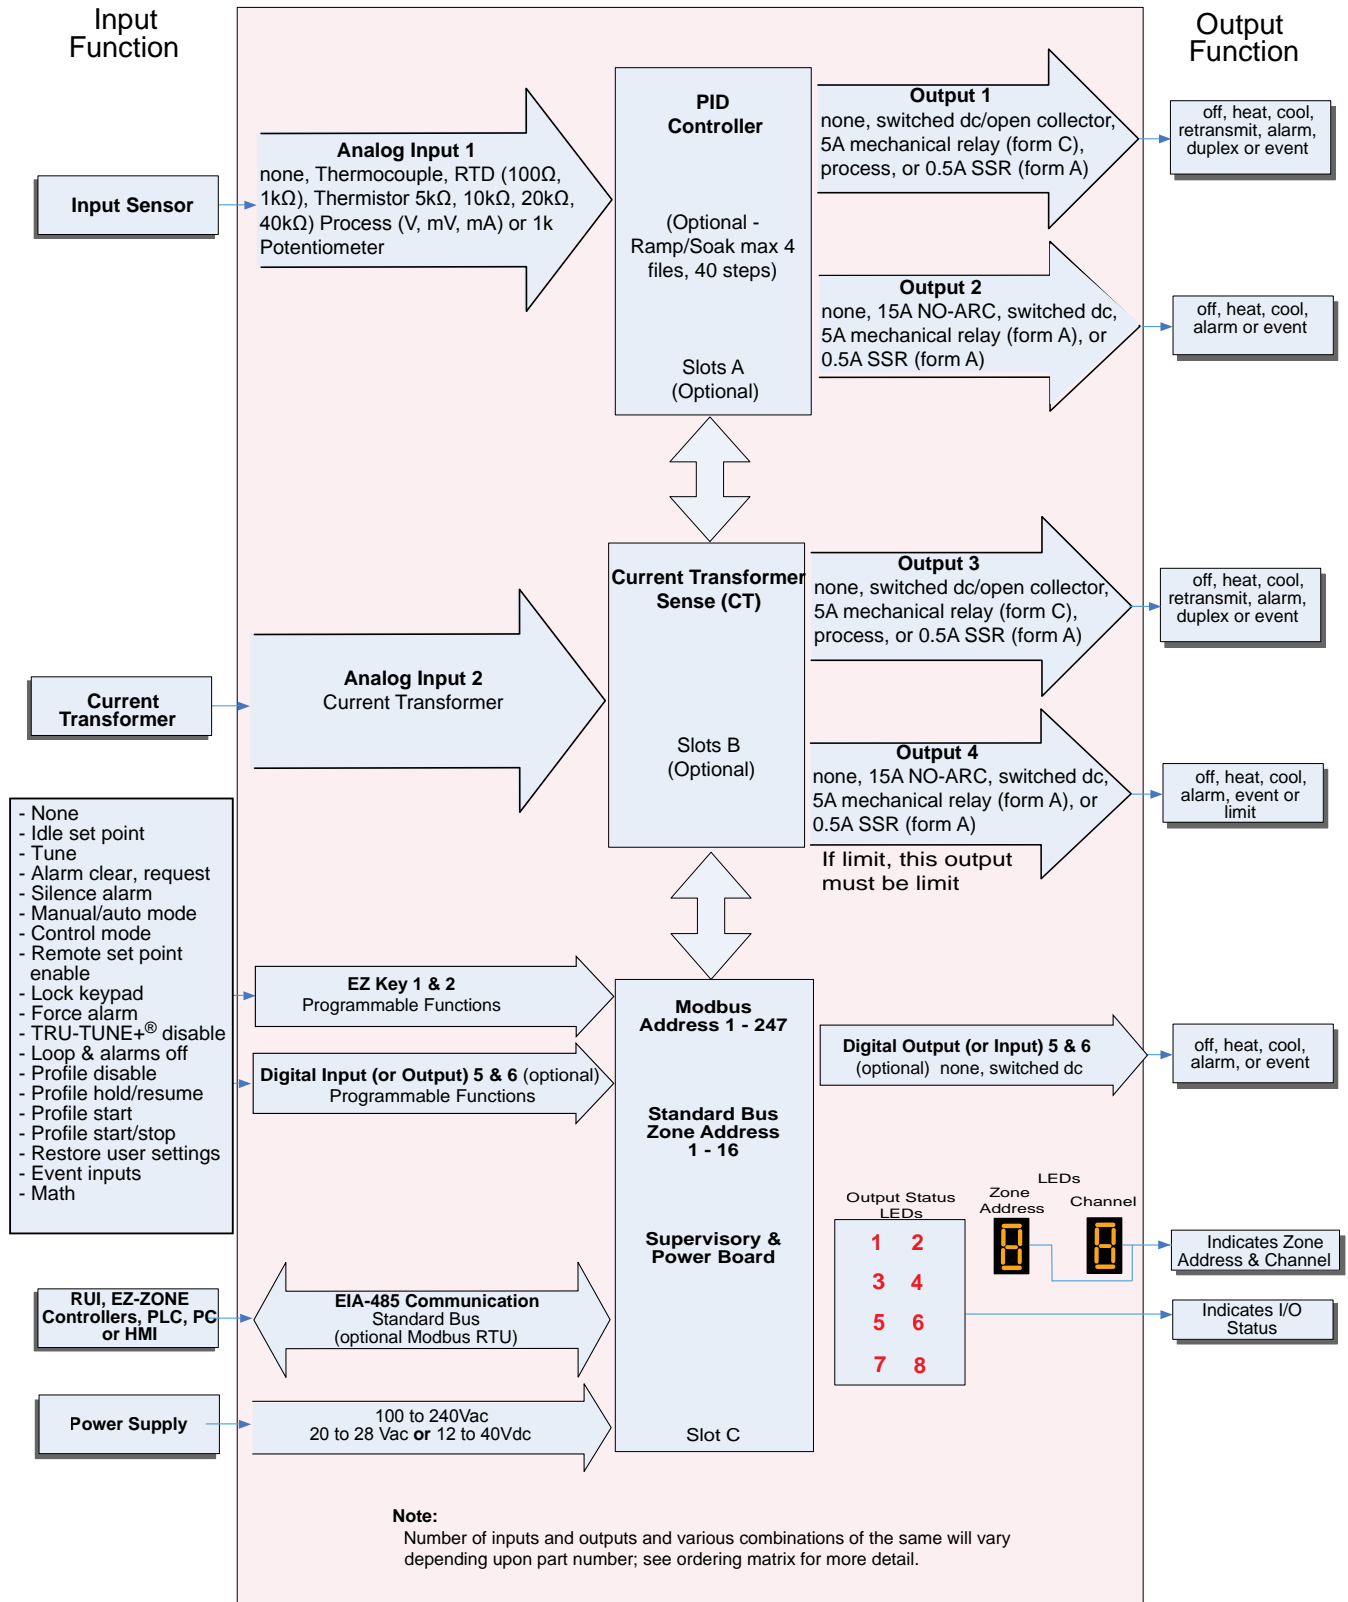 Input
Function
Output
Function
Input Sensor
Analog Input 1
none, Thermocouple, RTD (100Ω,
1kΩ), Thermistor 5kΩ, 10kΩ, 20kΩ,
40kΩ) Process (V, mV, mA) or 1k
Potentiometer
PID
Controller
(Optional -
Ramp/Soak max 4
files, 40 steps)
Slots A
(Optional)
Output 1
none, switched dc/open collector,
5A mechanical relay (form C),
process, or 0.5A SSR (form A)
off, heat, cool,
retransmit, alarm,
duplex or event
Output 2
none, 15A NO-ARC, switched dc,
5A mechanical relay (form A), or
0.5A SSR (form A)
off, heat, cool,
alarm or event
Current
Transformer
Analog Input 2
Current Transformer
Current Transformer
Sense (CT)
Slots B
(Optional)
Output 3
none, switched dc/open collector,
5A mechanical relay (form C),
process, or 0.5A SSR (form A)
off, heat, cool,
retransmit, alarm,
duplex or event
Output 4
none, 15A NO-ARC, switched dc,
5A mechanical relay (form A), or
0.5A SSR (form A)
If limit, this output
must be limit
off, heat, cool,
alarm, event or
limit
- None
- Idle set point
- Tune
- Alarm clear, request
- Silence alarm
- Manual/auto mode
- Control mode
- Remote set point
enable
- Lock keypad
- Force alarm
- TRU-TUNE+® disable
- Loop & alarms off
- Profile disable
- Profile hold/resume
- Profile start
- Profile start/stop
- Restore user settings
- Event inputs
- Math
EZ Key 1 & 2
Programmable Functions
Digital Input (or Output) 5 & 6 (optional)
Programmable Functions
Modbus
Address 1 - 247
Standard Bus
Zone Address
1 - 16
Supervisory &
Power Board
Slot C
Digital Output (or Input) 5 & 6
(optional) none, switched dc
off, heat, cool,
alarm, or event
Output Status
LEDs
1 2
3 4
5 6
7 8
LEDs
Zone
Address
Channel
8
8
Indicates Zone
Address & Channel
Indicates I/O
Status
RUI, EZ-ZONE
Controllers, PLC, PC
or HMI
EIA-485 Communication
Standard Bus
(optional Modbus RTU)
Power Supply
100 to 240Vac
20 to 28 Vac or 12 to 40Vdc
Note:
Number of inputs and outputs and various combinations of the same will vary
depending upon part number; see ordering matrix for more detail.